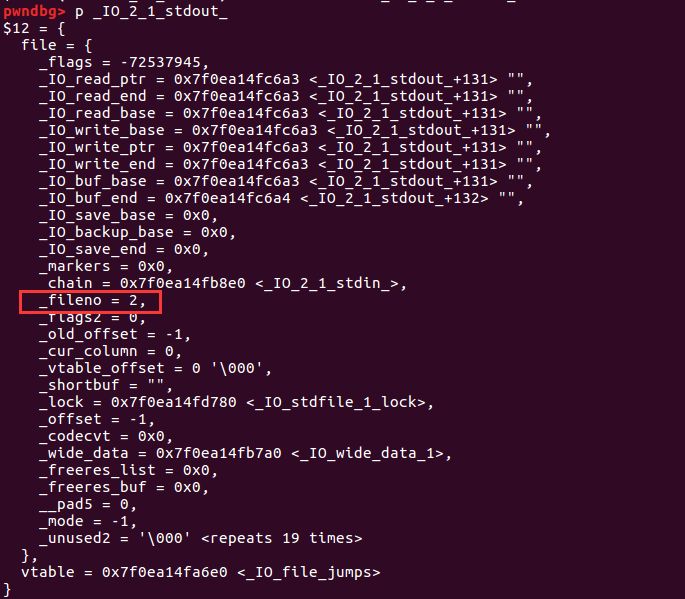 pwndbg> p _IO_2_1_stdout_
$12 = {
  file = {
    _flags = -72537945,
    _IO_read_ptr = 0x7f0ea14fc6a3 <_IO_2_1_stdout_+131> "",
    _IO_read_end = 0x7f0ea14fc6a3 <_IO_2_1_stdout_+131> "",
    _IO_read_base = 0x7f0ea14fc6a3 <_IO_2_1_stdout_+131> "",
    _IO_write_base = 0x7f0ea14fc6a3 <_IO_2_1_stdout_+131> "",
    _IO_write_ptr = 0x7f0ea14fc6a3 <_IO_2_1_stdout_+131> "",
    _IO_write_end = 0x7f0ea14fc6a3 <_IO_2_1_stdout_+131> "",
    _IO_buf_base = 0x7f0ea14fc6a3 <_IO_2_1_stdout_+131> "",
    _IO_buf_end = 0x7f0ea14fc6a4 <_IO_2_1_stdout_+132> "",
    _IO_save_base = 0x0,
    _IO_backup_base = 0x0,
    _IO_save_end = 0x0,
    _markers = 0x0,
    _chain = 0x7f0ea14fb8e0 <_IO_2_1_stdin_>,
    _fileno = 2,
    _flags2 = 0,
    _old_offset = -1,
    _cur_column = 0,
    _vtable_offset = 0 '\000',
    _shortbuf = "",
    _lock = 0x7f0ea14fd780 <_IO_stdfile_1_lock>,
    _offset = -1,
    _codecvt = 0x0,
    _wide_data = 0x7f0ea14fb7a0 <_IO_wide_data_1>,
    _freeres_list = 0x0,
    _freeres_buf = 0x0,
    __pad5 = 0,
    _mode = -1,
    _unused2 = '\000' <repeats 19 times>
  },
  vtable = 0x7f0ea14fa6e0 <_IO_file_jumps>
}